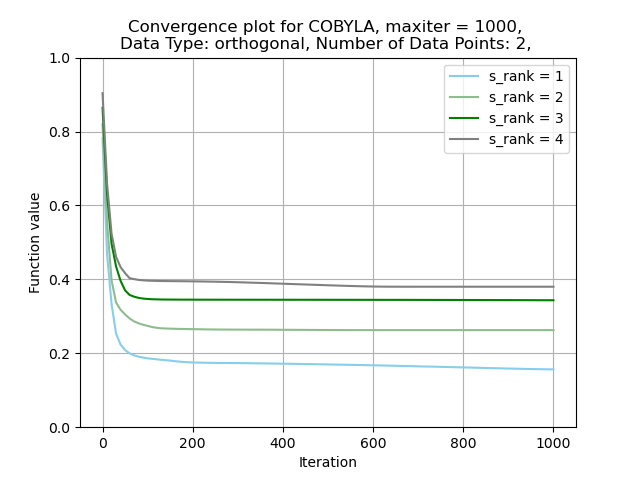 Convergence plot for COBYLA, maxiter = 1000,
Data Type: orthogonal, Number of Data Points: 2,
1.0
0.8
0.6
0.4
0.2
0.0
Function value
s_rank = 1
s_rank = 2
s_rank = 3
s_rank = 4
0 200 400 600 800 1000
Iteration